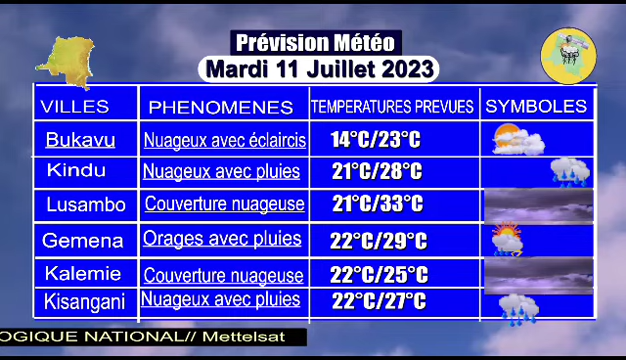 Prévision Météo
Mardi 11 Juillet 2023
VILLES PHENOMENES TEMPERATURES PREVUES SYMBOLES
Bukavu Nuageux avec éclaircis 14°C/23°C
Kindu Nuageux avec pluies 21°C/28°C
Lusambo Couverture nuageuse 21°C/33°C
Gemena Orages avec pluies 22°C/29°C
Kalemie Couverture nuageuse 22°C/25°C
Kisangani Nuageux avec pluies 22°C/27°C
OGIQUE NATIONAL// Mettelsat